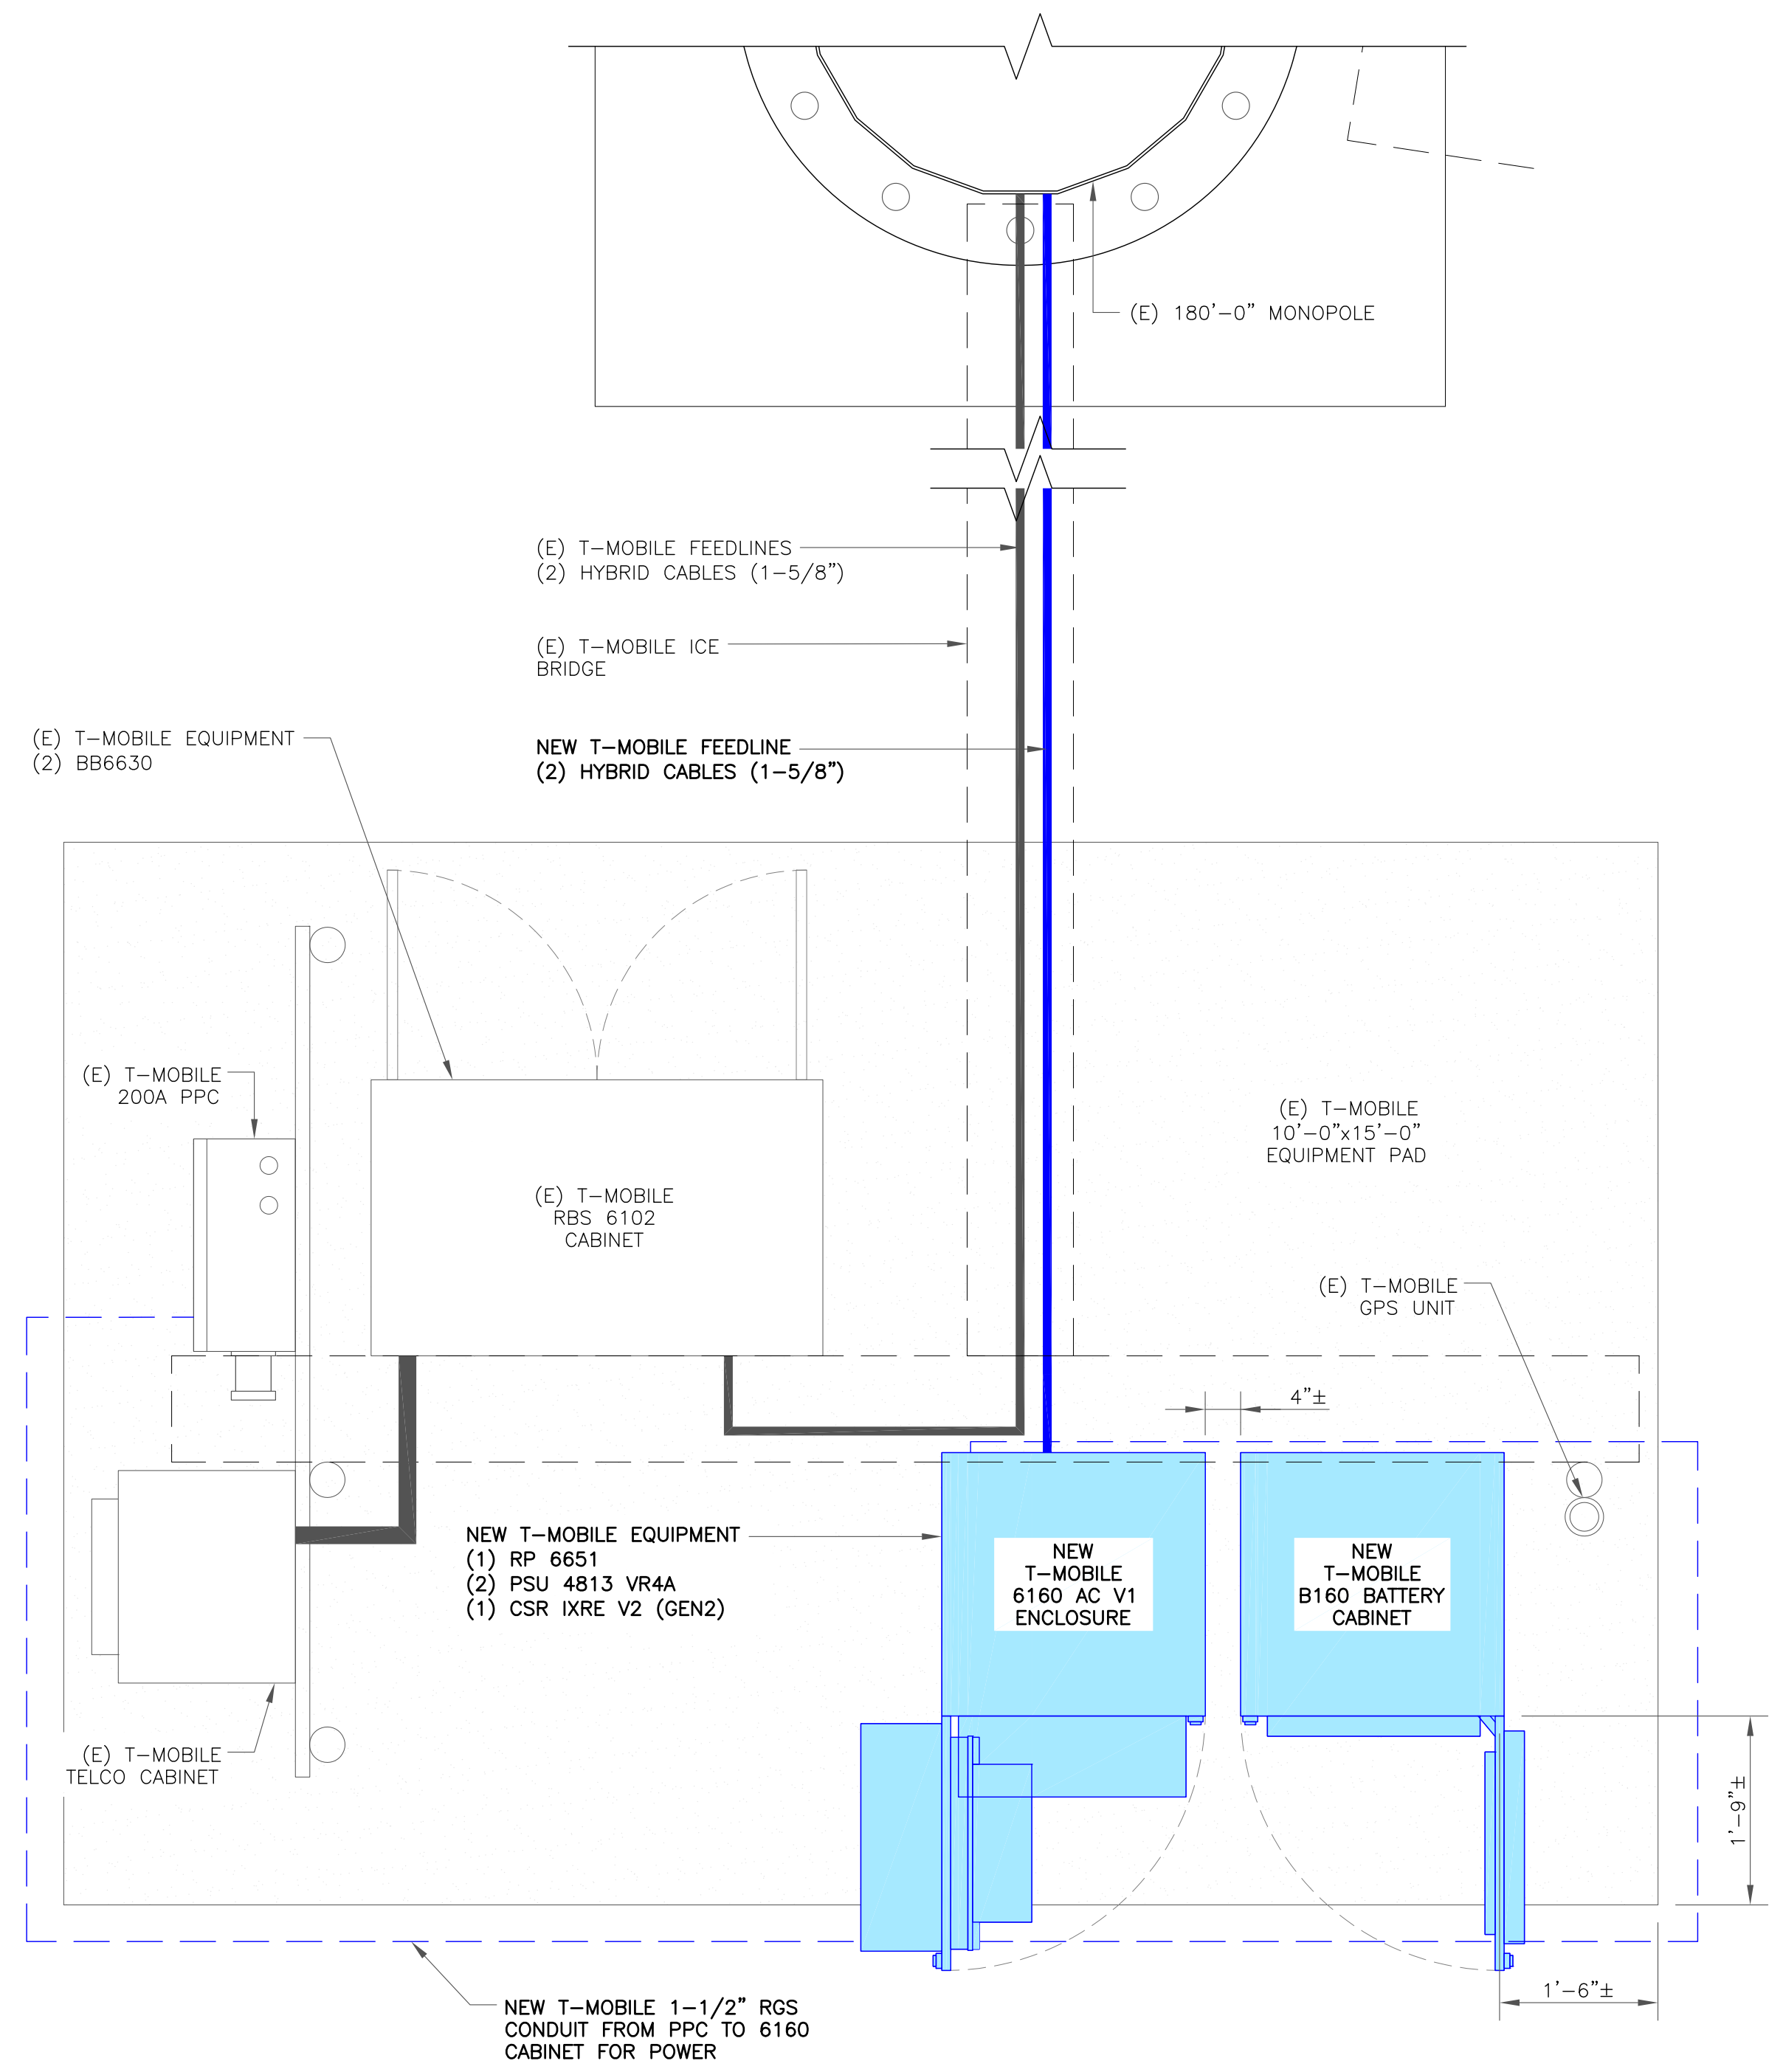 (E) 180'-0" MONOPOLE
(E) T-MOBILE FEEDLINES
(2) HYBRID CABLES (1-5/8")
(E) T-MOBILE ICE
BRIDGE
NEW T-MOBILE FEEDLINE
(2) HYBRID CABLES (1-5/8")
(E) T-MOBILE EQUIPMENT
(2) BB6630
(E) T-MOBILE
200A PPC
(E) T-MOBILE
RBS 6102
CABINET
(E) T-MOBILE
10'-0"x15'-0"
EQUIPMENT PAD
(E) T-MOBILE
GPS UNIT
4"±
NEW T-MOBILE EQUIPMENT
(1) RP 6651
(2) PSU 4813 VR4A
(1) CSR IXRE V2 (GEN2)
NEW
T-MOBILE
6160 AC V1
ENCLOSURE
NEW
T-MOBILE
B160 BATTERY
CABINET
(E) T-MOBILE
TELCO CABINET
1'-9"±
1'-6"±
NEW T-MOBILE 1-1/2" RGS
CONDUIT FROM PPC TO 6160
CABINET FOR POWER